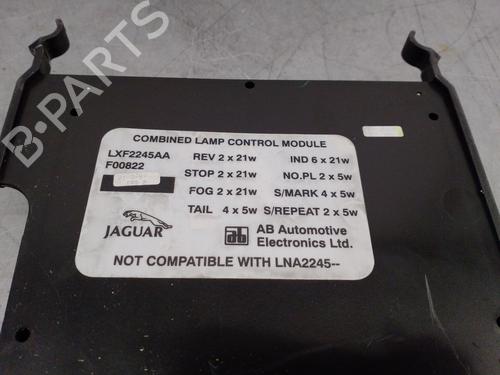 B-Parts
COMBINED LAMP CONTROL MODULE
LXF2245AA REV 2 x 21w IND 6 x 21w
F00822 STOP 2 x 21w NO.PL 2 x 5w
FOG 2 x 21w S/MARK 4 x 5w
TAIL 4 x 5w S/REPEAT 2 x 5w
JAGUAR ab AB Automotive
Electronics Ltd.
NOT COMPATIBLE WITH LNA2245--